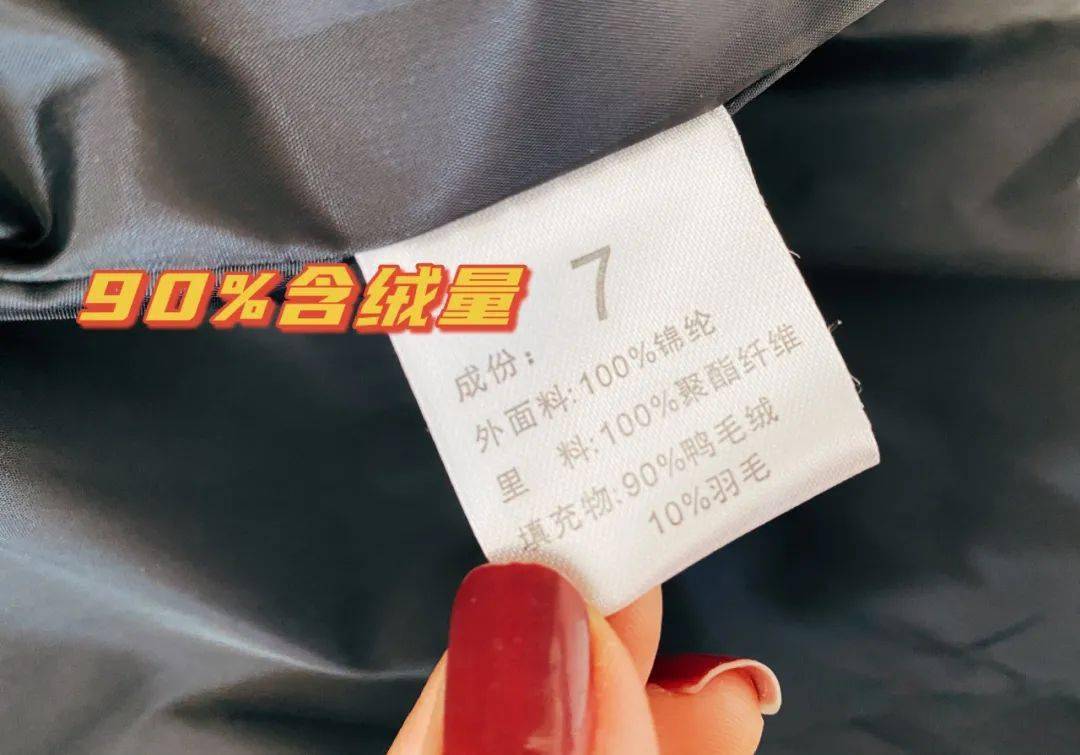 90%含绒量
7
成份:
外面料:100%锦纶
里 料:100%聚酯纤维
填充物:90%鸭毛绒
10%羽毛